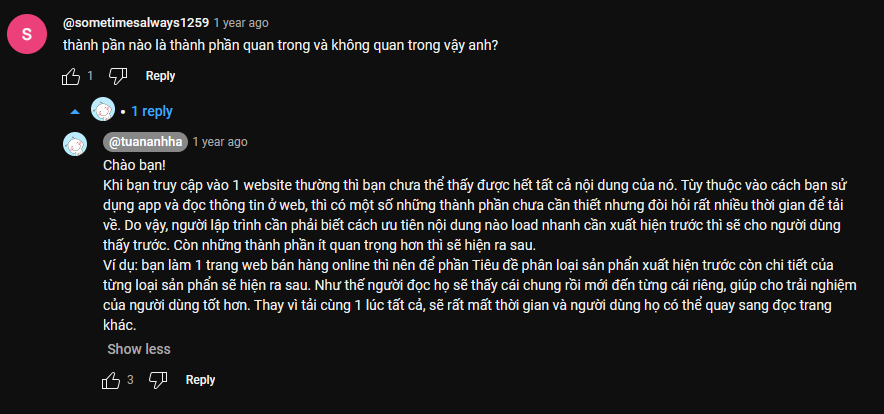 S
@sometimesalways1259 1 year ago
thành pần nào là thành phần quan trong và không quan trong vậy anh?
1 Reply
• 1 reply
@tuananhha 1 year ago
Chào bạn!
Khi bạn truy cập vào 1 website thường thì bạn chưa thể thấy được hết tất cả nội dung của nó. Tùy thuộc vào cách bạn sử
dụng app và đọc thông tin ở web, thì có một số những thành phần chưa cần thiết nhưng đòi hỏi rất nhiều thời gian để tải
về. Do vậy, người lập trình cần phải biết cách ưu tiên nội dung nào load nhanh cần xuất hiện trước thì sẽ cho người dùng
thấy trước. Còn những thành phần ít quan trọng hơn thì sẽ hiện ra sau.
Ví dụ: bạn làm 1 trang web bán hàng online thì nên để phần Tiêu đề phân loại sản phẩn xuất hiện trước còn chi tiết của
từng loại sản phẩn sẽ hiện ra sau. Như thế người đọc họ sẽ thấy cái chung rồi mới đến từng cái riêng, giúp cho trải nghiệm
của người dùng tốt hơn. Thay vì tải cùng 1 lúc tất cả, sẽ rất mất thời gian và người dùng họ có thể quay sang đọc trang
khác.
Show less
3 Reply